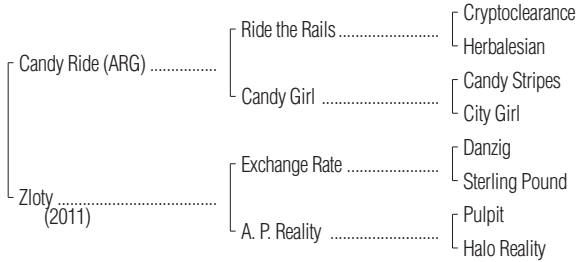 Cryptoclearance
Ride the Rails
Herbalesian
Candy Ride (ARG)
Candy Stripes
Candy Girl
City Girl
Danzig
Exchange Rate
Sterling Pound
Zloty
(2011)
Pulpit
A. P. Reality
Halo Reality